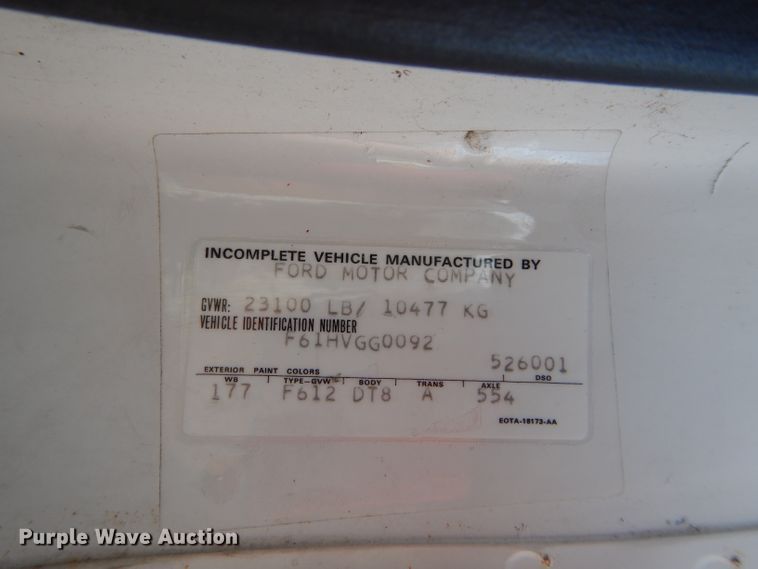 INCOMPLETE VEHICLE MANUFACTURED BY
FORD MOTOR COMPANY
GVWR: 23100 LB/ 10477 KG
VEHICLE IDENTIFICATION NUMBER
F61HVGG0092
526001
EXTERIOR PAINT COLORS DSO
WB TYPE-GVW BODY TRANS AXLE
177 F612 DT8 A 554
EOTA-18173-AA
Purple Wave Auction